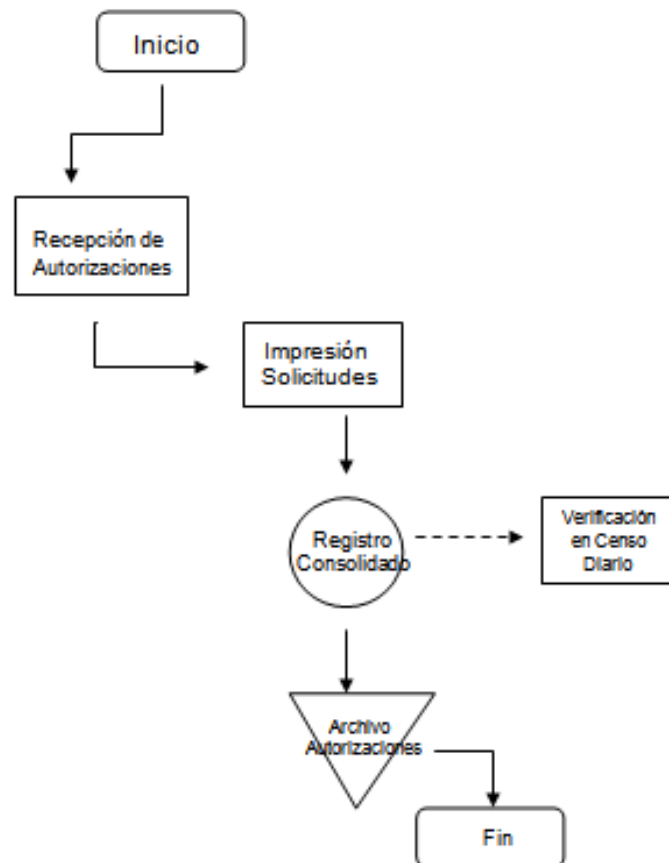 Inicio
Recepción de
Autorizaciones
Impresión
Solicitudes
Registro
Consolidado
Verificación
en Censo
Diario
Archivo
Autorizaciones
Fin